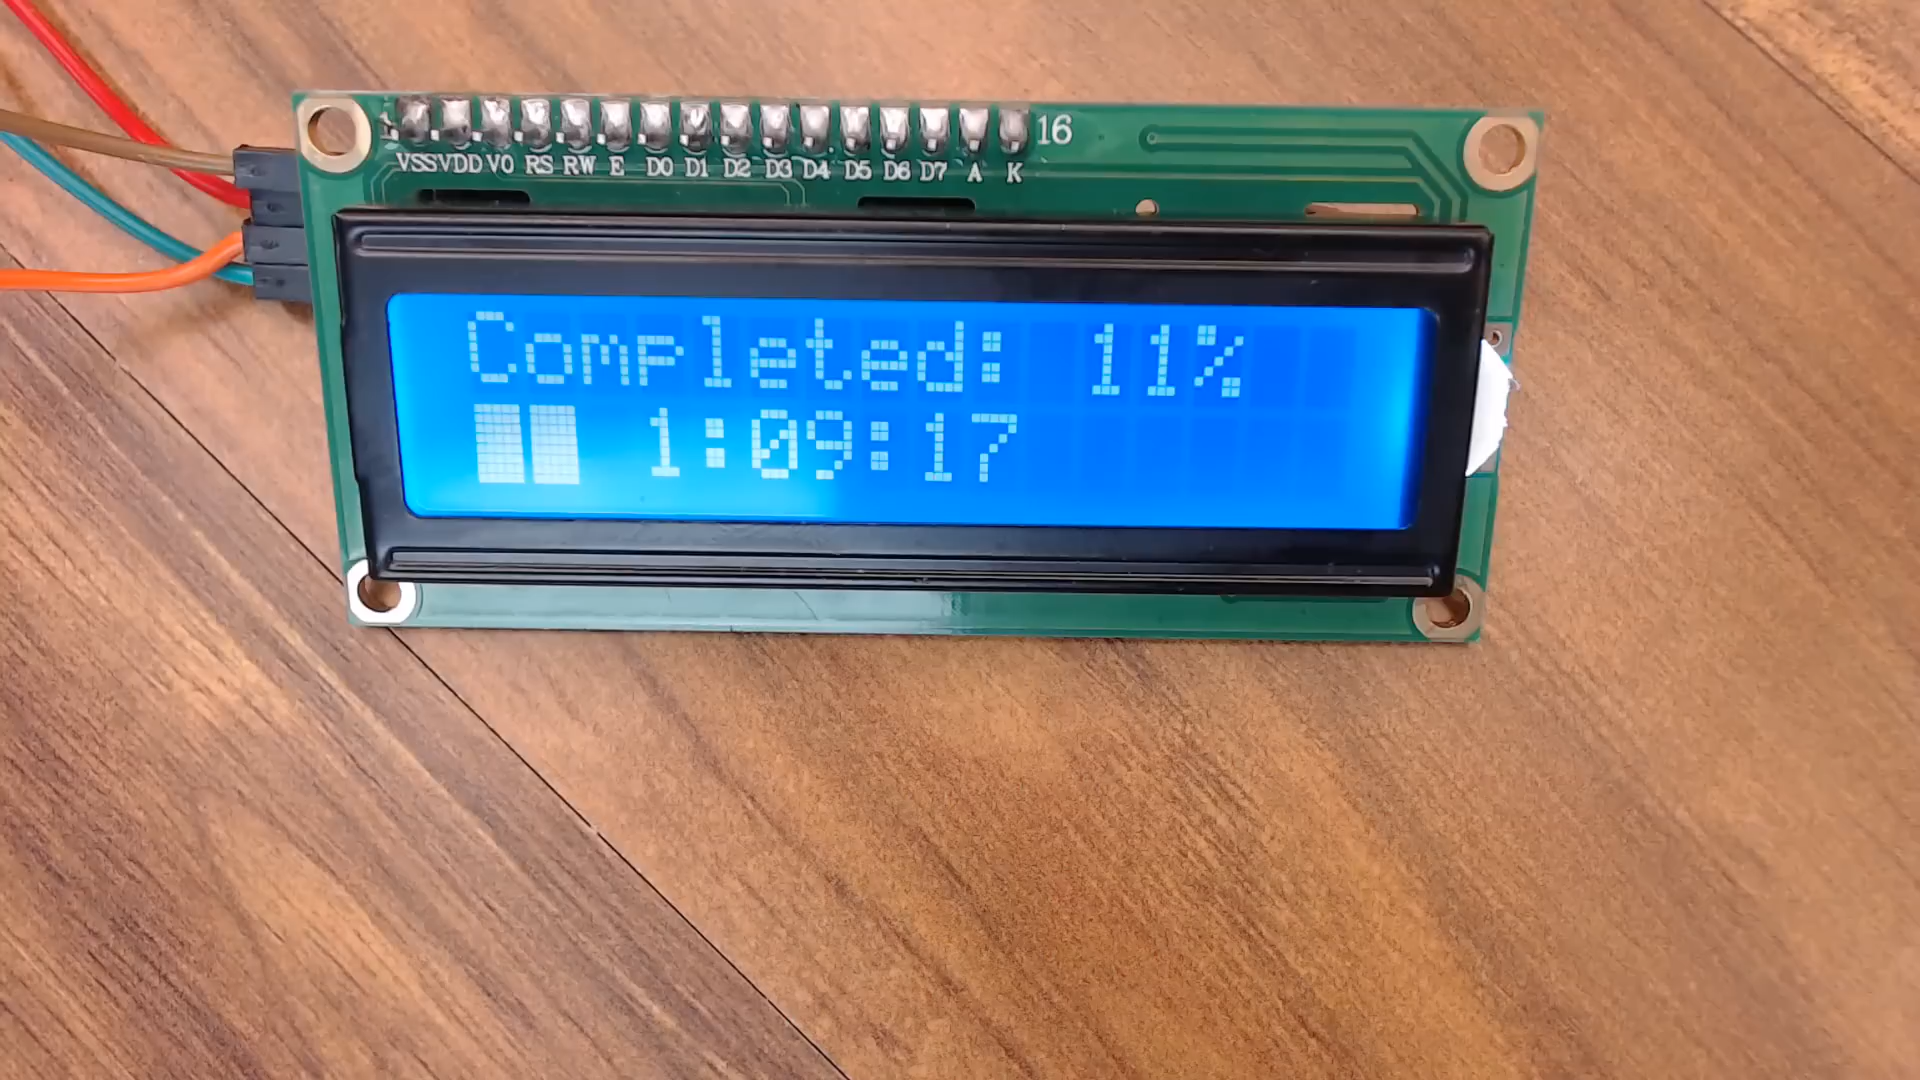 16
VSS VDD V0 RS RW E D0 D1 D2 D3 D4 D5 D6 D7 A K
Completed: 11%
1:09:17